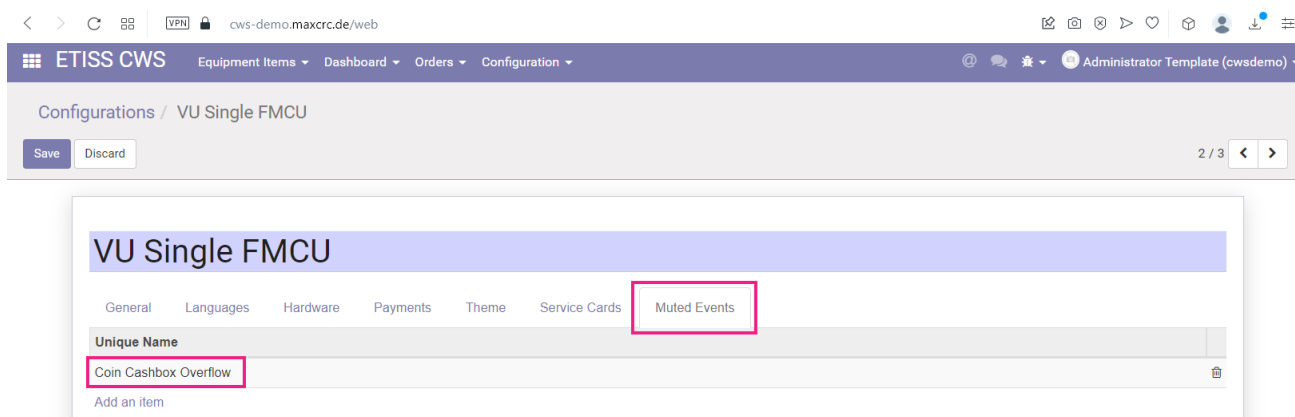 VPN cws-demo.maxcrc.de/web
ETISS CWS Equipment Items Dashboard Orders Configuration Administrator Template (cwsdemo)
Configurations / VU Single FMCU
Save Discard 2 / 3
VU Single FMCU
General Languages Hardware Payments Theme Service Cards Muted Events
Unique Name
Coin Cashbox Overflow
Add an item